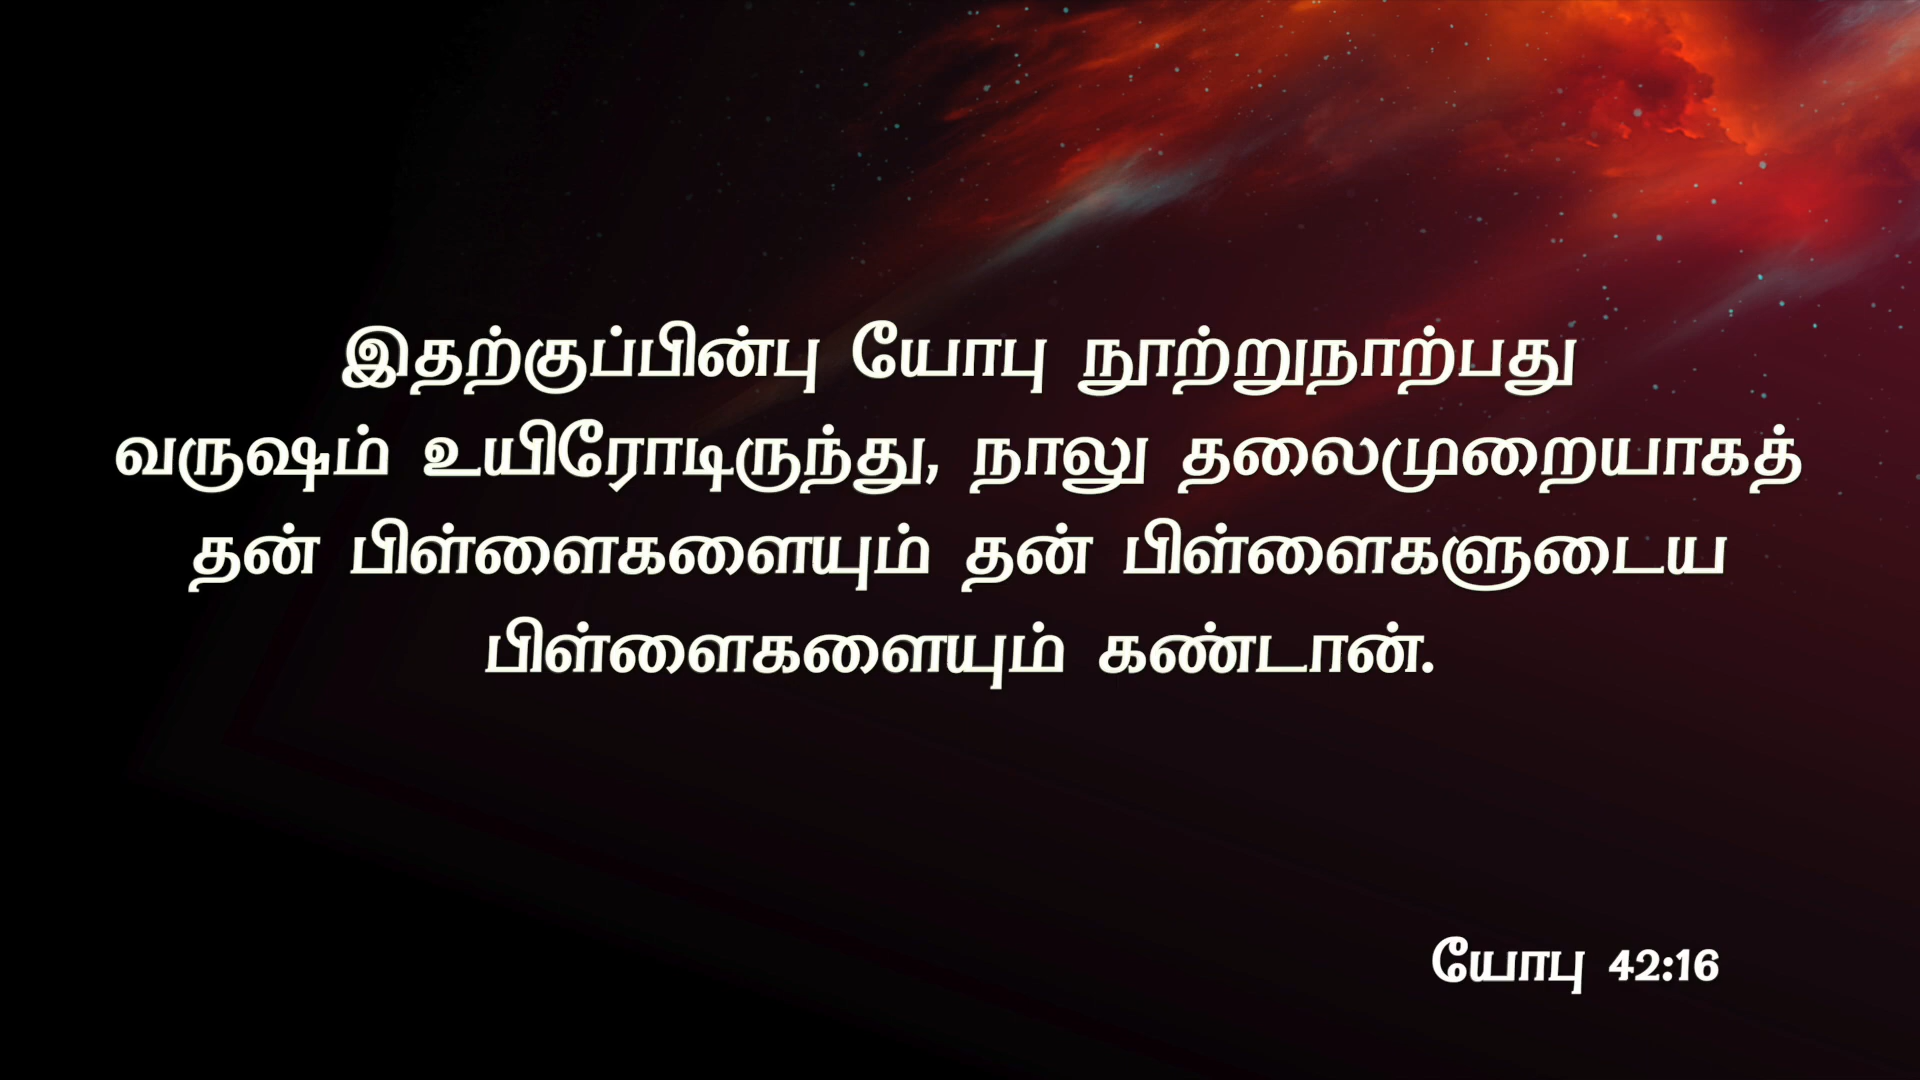 இதற்குப்பின்பு யோபு நூற்றுநாற்பது
வருஷம் உயிரோடிருந்து, நாலு தலைமுறையாகத்
தன் பிள்ளைகளையும் தன் பிள்ளைகளுடைய
பிள்ளைகளையும் கண்டான்.
யோபு 42:16